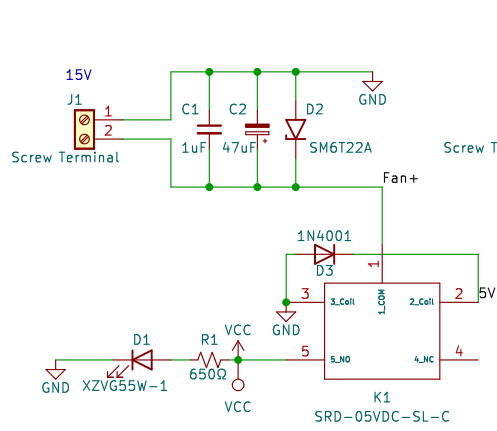 15V
J1
1
2
Screw Terminal
C1
1uF
C2
47uF
+
D2
SM6T22A
GND
Screw T
Fan+
1N4001
D3
1
3
3_Coil
1_COM
2_Coil
2
5V
GND
D1
XZVG55W-1
GND
R1
650Ω
VCC
VCC
5
5_NO
4_NC
4
K1
SRD-05VDC-SL-C